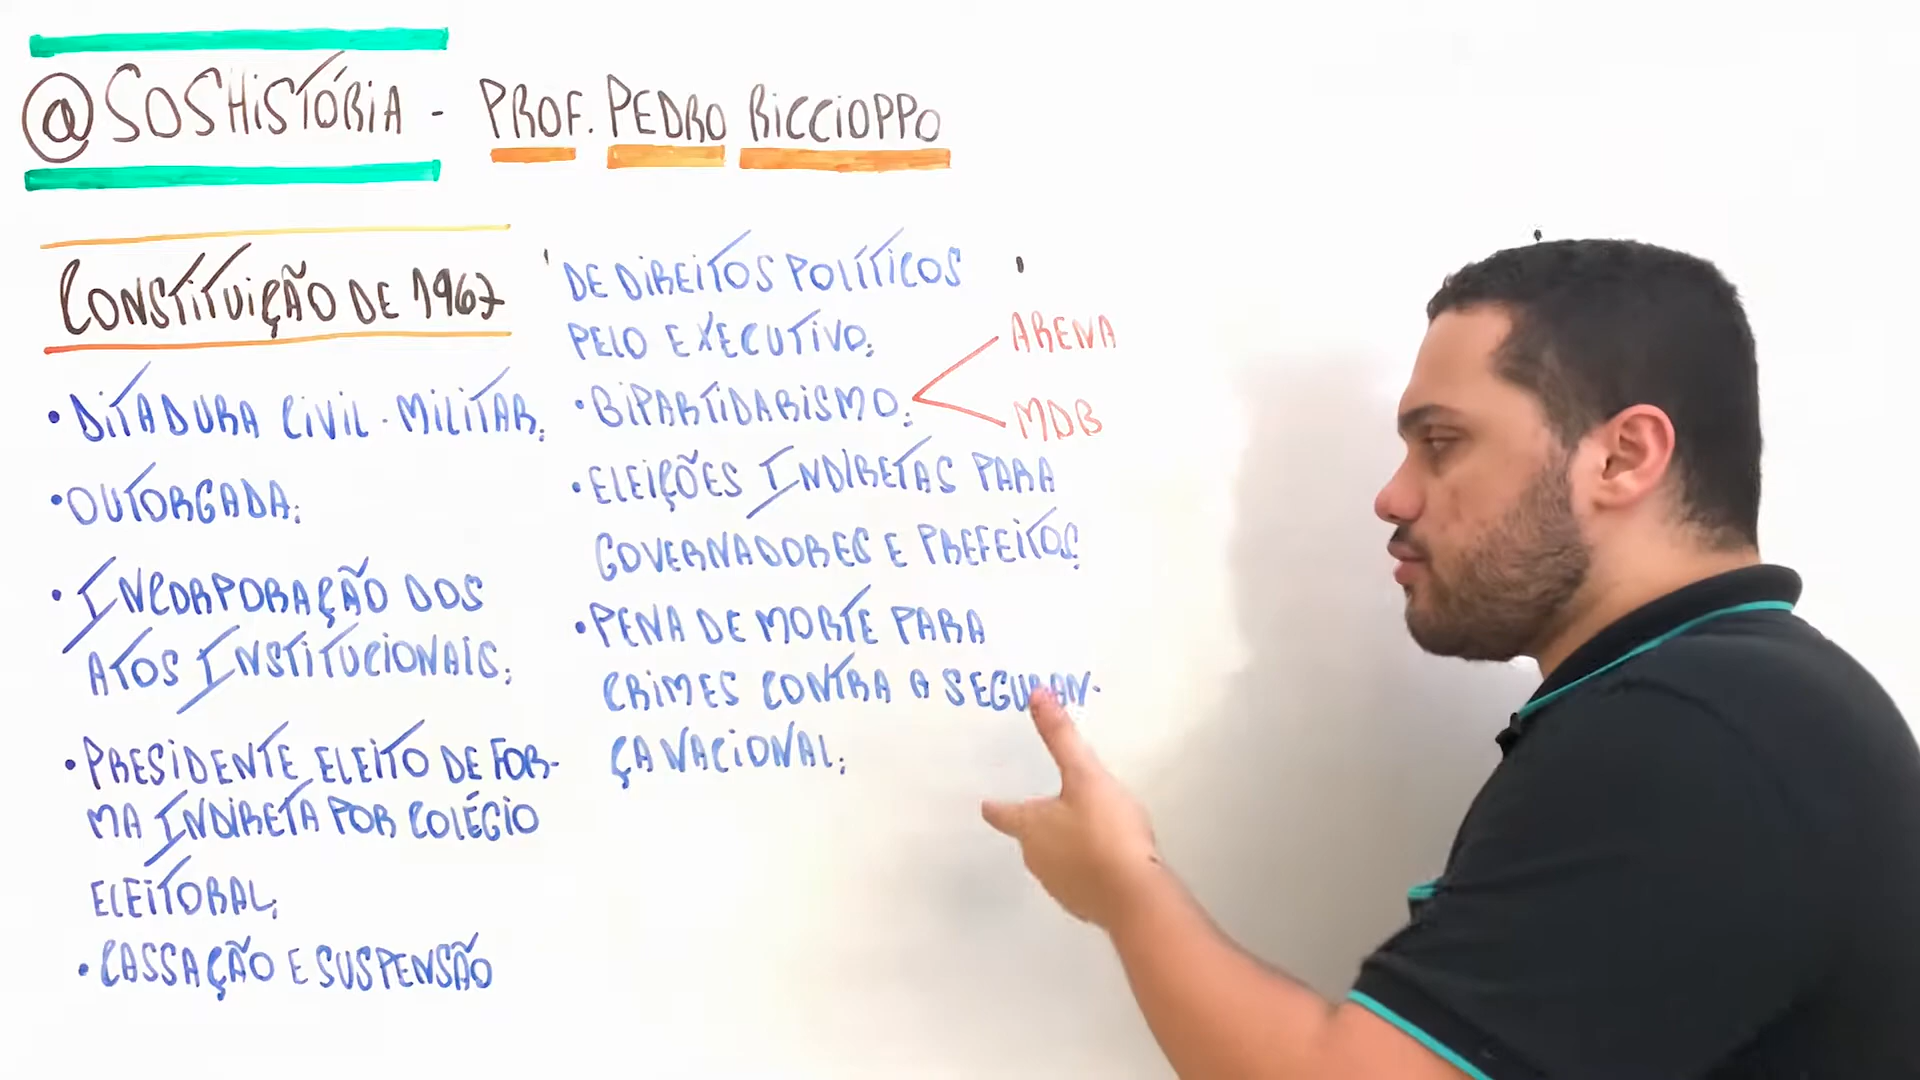 @SOSHISTÓRIA - PROF. PEDRO RICCIOPPO
CONSTITUIÇÃO DE 1967
• DITADURA CIVIL-MILITAR;
• OUTORGADA;
• INCORPORAÇÃO DOS
ATOS INSTITUCIONAIS;
• PRESIDENTE ELEITO DE FOR-
MA INDIRETA POR COLÉGIO
ELEITORAL;
• CASSAÇÃO E SUSPENSÃO
DE DIREITOS POLÍTICOS
PELO EXECUTIVO;
• BIPARTIDARISMO;
ARENA
MDB
• ELEIÇÕES INDIRETAS PARA
GOVERNADORES E PREFEITOS;
• PENA DE MORTE PARA
CRIMES CONTRA A SEGURAN-
ÇA NACIONAL;